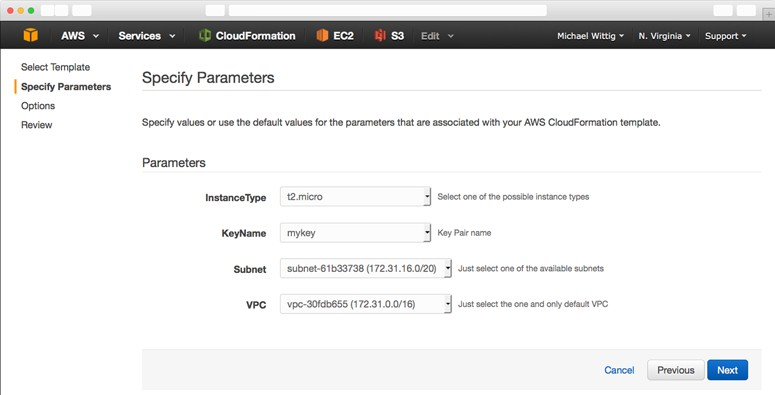 AWS Services CloudFormation EC2 S3 Edit Michael Wittig N. Virginia Support
Select Template
Specify Parameters
Options
Review
Specify Parameters
Specify values or use the default values for the parameters that are associated with your AWS CloudFormation template.
Parameters
InstanceType t2.micro Select one of the possible instance types
KeyName mykey Key Pair name
Subnet subnet-61b33738 (172.31.16.0/20) Just select one of the available subnets
VPC vpc-30fdb655 (172.31.0.0/16) Just select the one and only default VPC
Cancel Previous Next